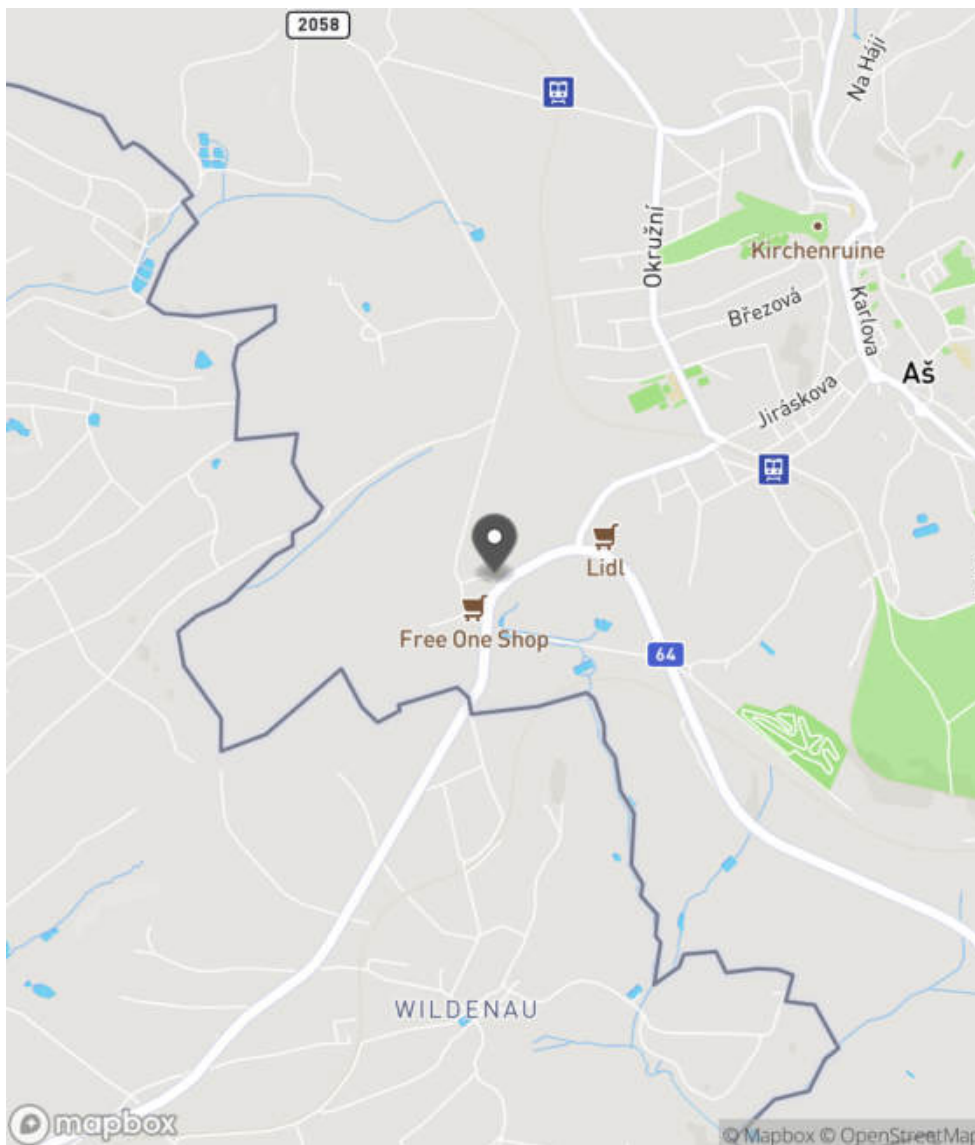 2058
Na Háji
Okružní
Kirchenruine
Březová
Karlova
Aš
Jiráskova
Lidl
Free One Shop
64
WILDENAU
mapbox
© Mapbox © OpenStreetMap